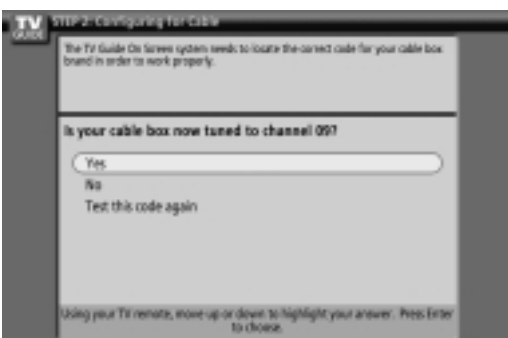 TV
GUIDE
STEP 2: Configuring for Cable
The TV Guide On Screen system needs to locate the correct code for your cable box
brand in order to work properly.
Is your cable box now tuned to channel 09?
Yes
No
Test this code again
Using your TV remote, move up or down to highlight your answer. Press Enter
to choose.